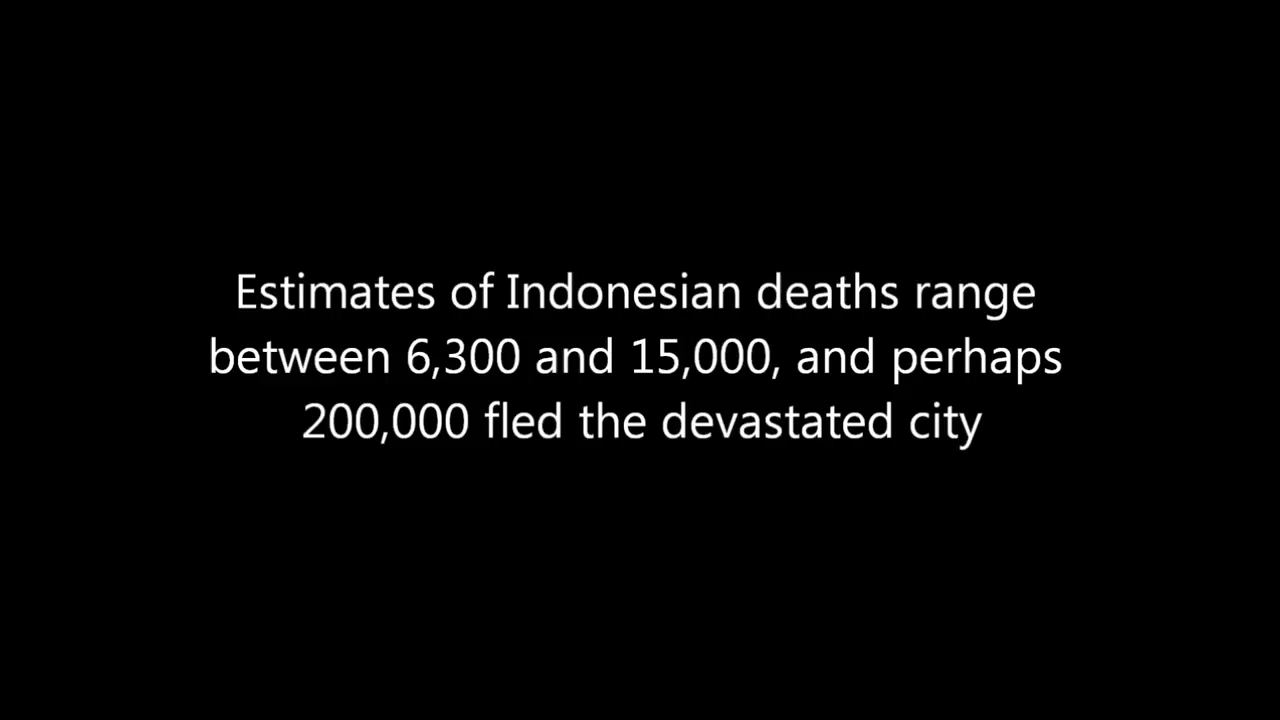 Estimates of Indonesian deaths range
between 6,300 and 15,000, and perhaps
200,000 fled the devastated city